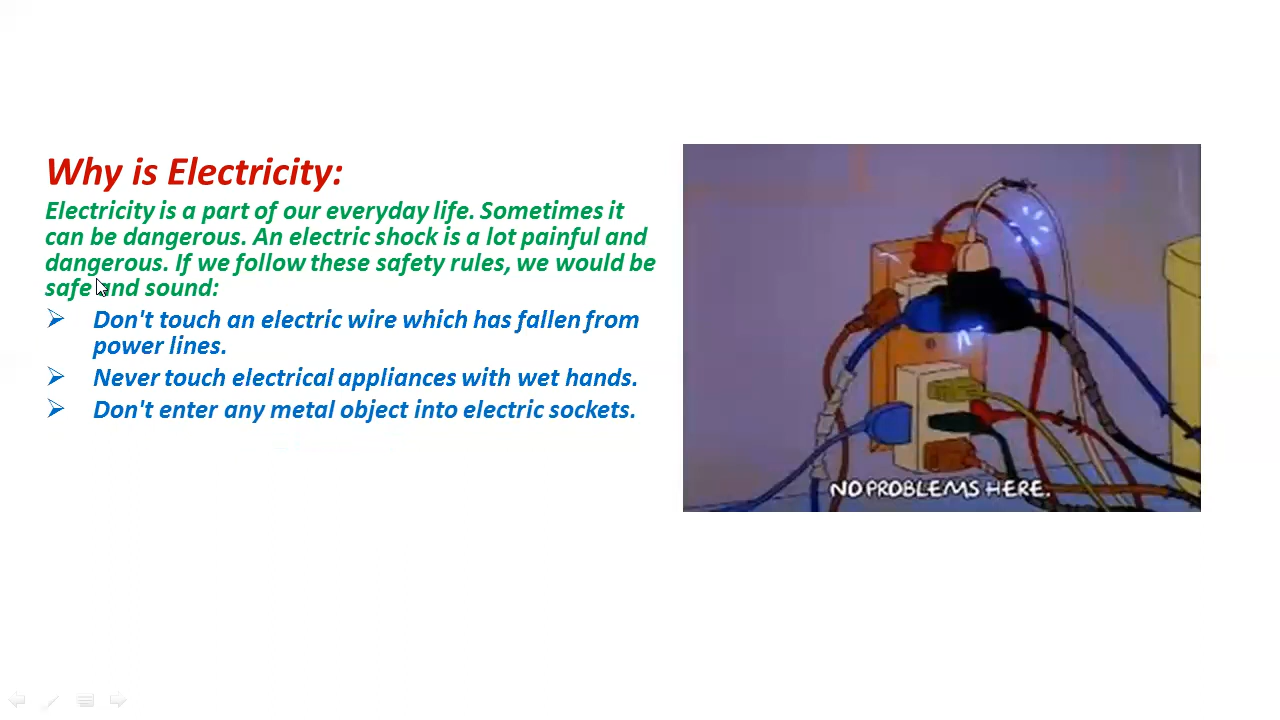 Why is Electricity:
Electricity is a part of our everyday life. Sometimes it
can be dangerous. An electric shock is a lot painful and
dangerous. If we follow these safety rules, we would be
safe and sound:
Don't touch an electric wire which has fallen from
power lines.
Never touch electrical appliances with wet hands.
Don't enter any metal object into electric sockets.
NO PROBLEMS HERE.